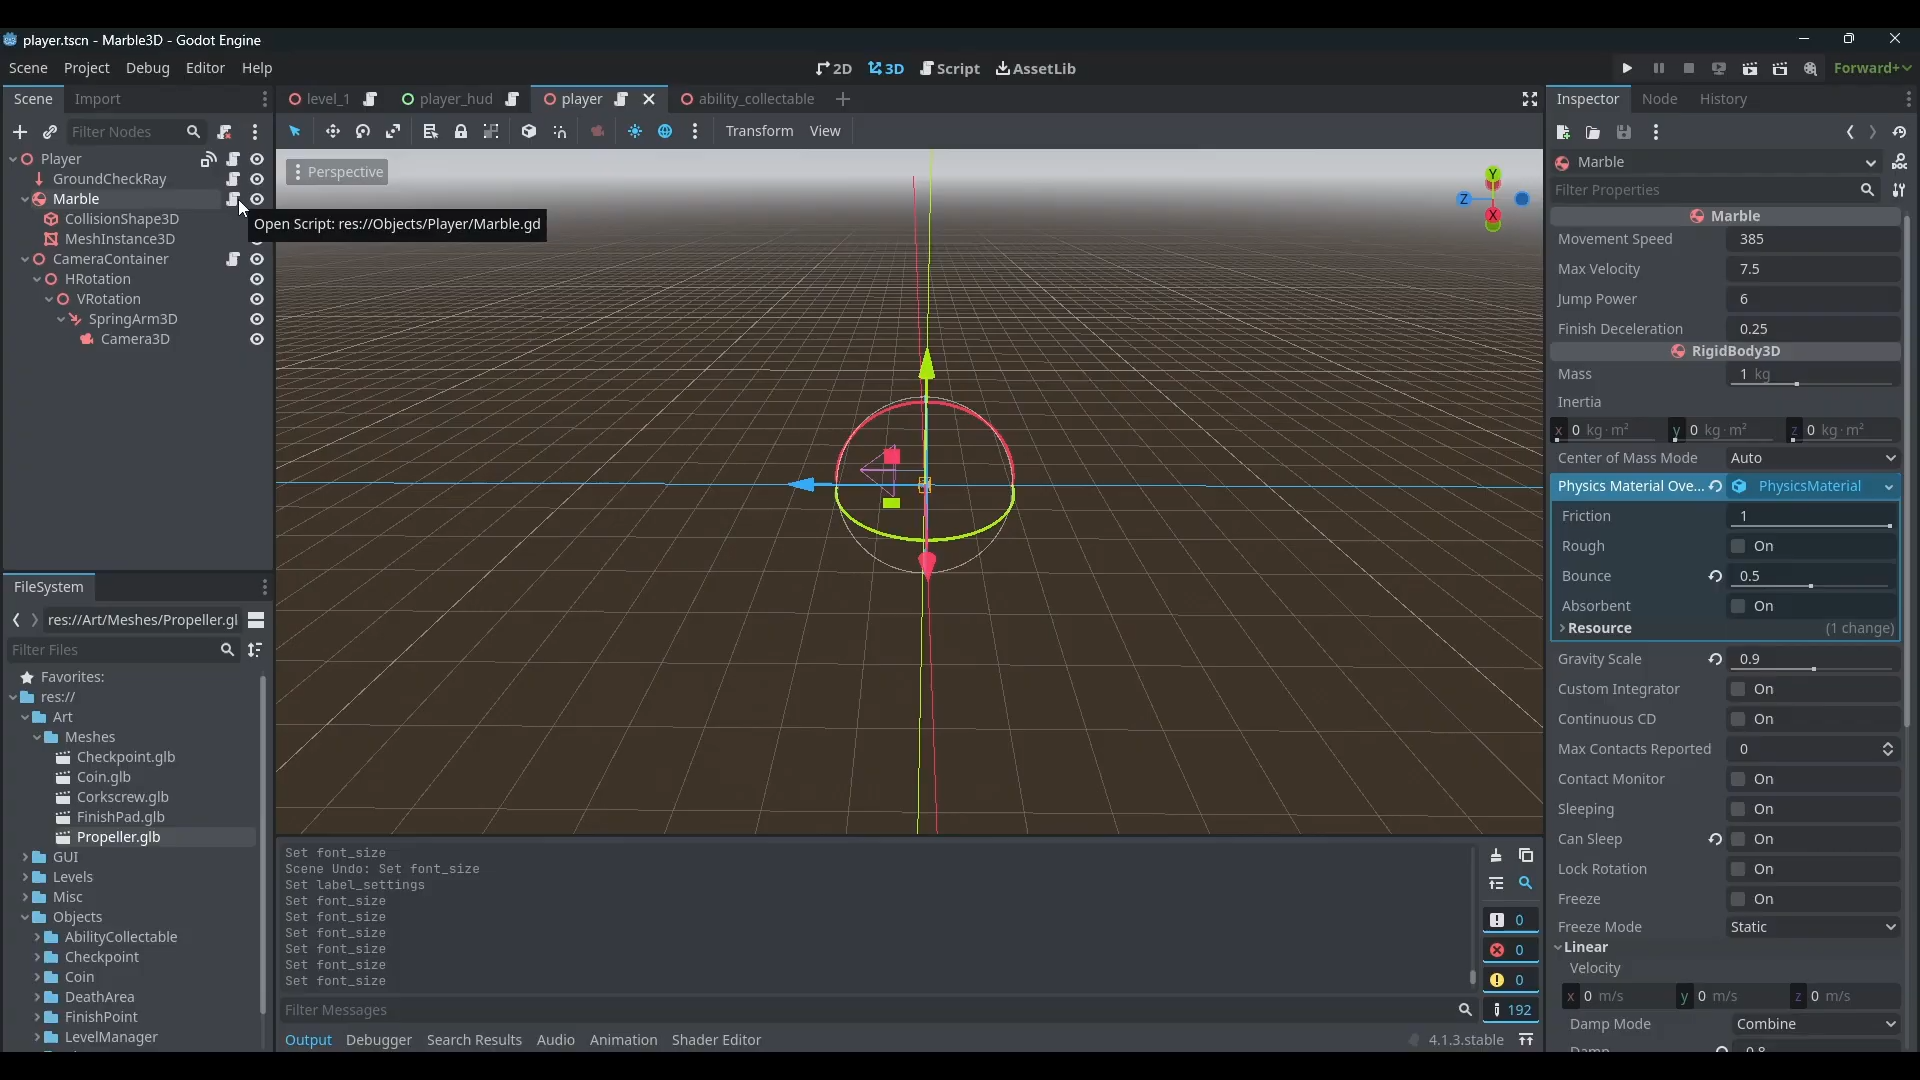 player.tscn - Marble3D - Godot Engine
Scene Project Debug Editor Help
2D 3D Script AssetLib
Forward+
Scene Import
Filter Nodes
Player
GroundCheckRay
Marble
CollisionShape3D
MeshInstance3D
CameraContainer
HRotation
VRotation
SpringArm3D
Camera3D
Open Script: res://Objects/Player/Marble.gd
FileSystem
res://Art/Meshes/Propeller.gl
Filter Files
Favorites:
res://
Art
Meshes
Checkpoint.glb
Coin.glb
Corkscrew.glb
FinishPad.glb
Propeller.glb
GUI
Levels
Misc
Objects
AbilityCollectable
Checkpoint
Coin
DeathArea
FinishPoint
LevelManager
level_1 player_hud player ability_collectable
Transform View
Perspective
Y
Z
X
Set font_size
Scene Undo: Set font_size
Set label_settings
Set font_size
Set font_size
Set font_size
Set font_size
Set font_size
Set font_size
0
0
0
192
Filter Messages
Output Debugger Search Results Audio Animation Shader Editor
4.1.3.stable
Inspector Node History
Marble
Filter Properties
Marble
Movement Speed 385
Max Velocity 7.5
Jump Power 6
Finish Deceleration 0.25
RigidBody3D
Mass 1 kg
Inertia
x 0 kg·m² y 0 kg·m² z 0 kg·m²
Center of Mass Mode Auto
Physics Material Ove... PhysicsMaterial
Friction 1
Rough On
Bounce 0.5
Absorbent On
Resource (1 change)
Gravity Scale 0.9
Custom Integrator On
Continuous CD On
Max Contacts Reported 0
Contact Monitor On
Sleeping On
Can Sleep On
Lock Rotation On
Freeze On
Freeze Mode Static
Linear
Velocity
x 0 m/s y 0 m/s z 0 m/s
Damp Mode Combine